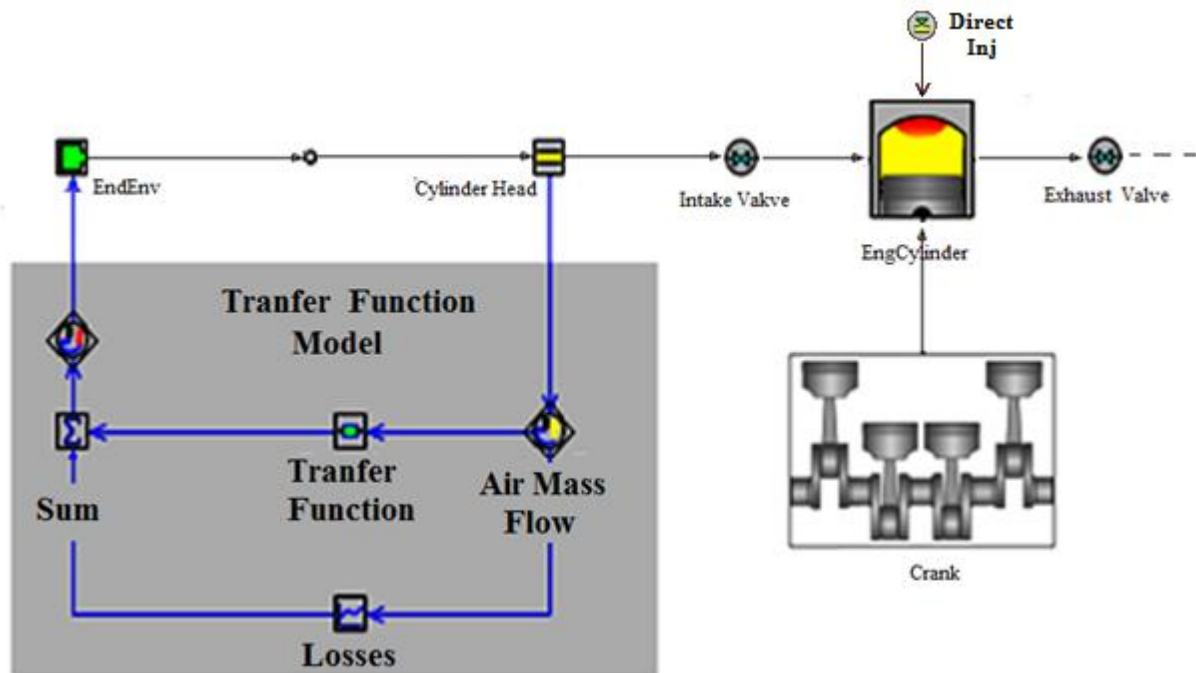 Direct
Inj
EndEnv
Cylinder Head
Intake Vakve
Exhaust Valve
EngCylinder
Tranfer Function
Model
Tranfer
Function
Air Mass
Flow
Sum
Losses
Crank